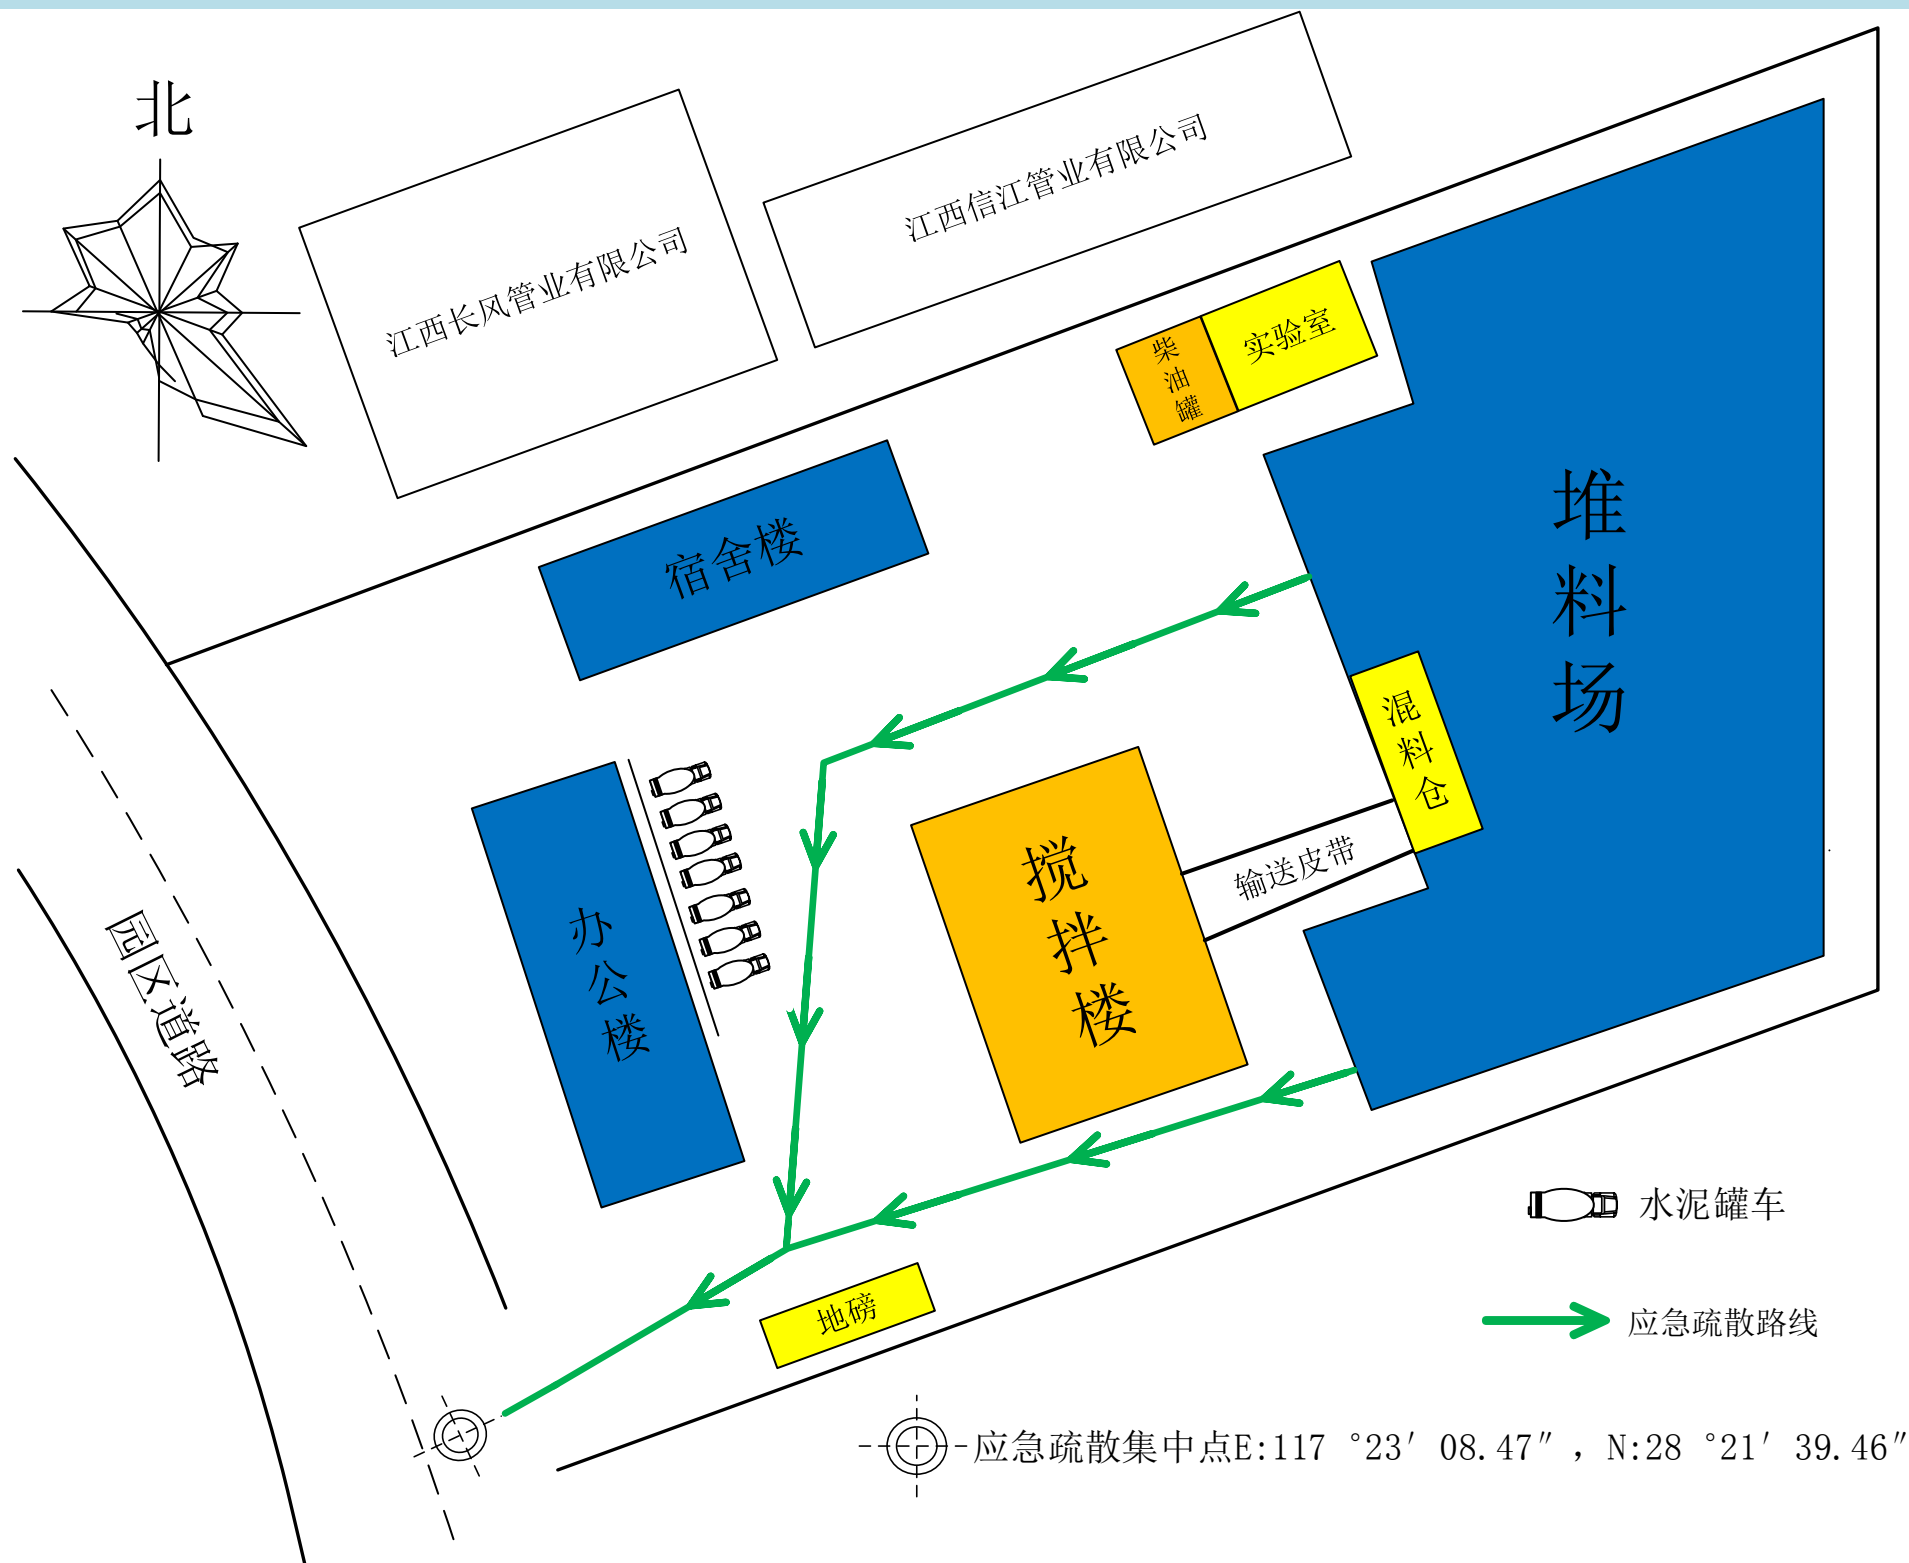 北
江西长风管业有限公司
江西信江管业有限公司
柴油罐
实验室
堆料场
宿舍楼
混料仓
搅拌楼
输送皮带
办公楼
园区道路
水泥罐车
地磅
应急疏散路线
应急疏散集中点E:117 °23′ 08.47″ , N:28 °21′ 39.46″